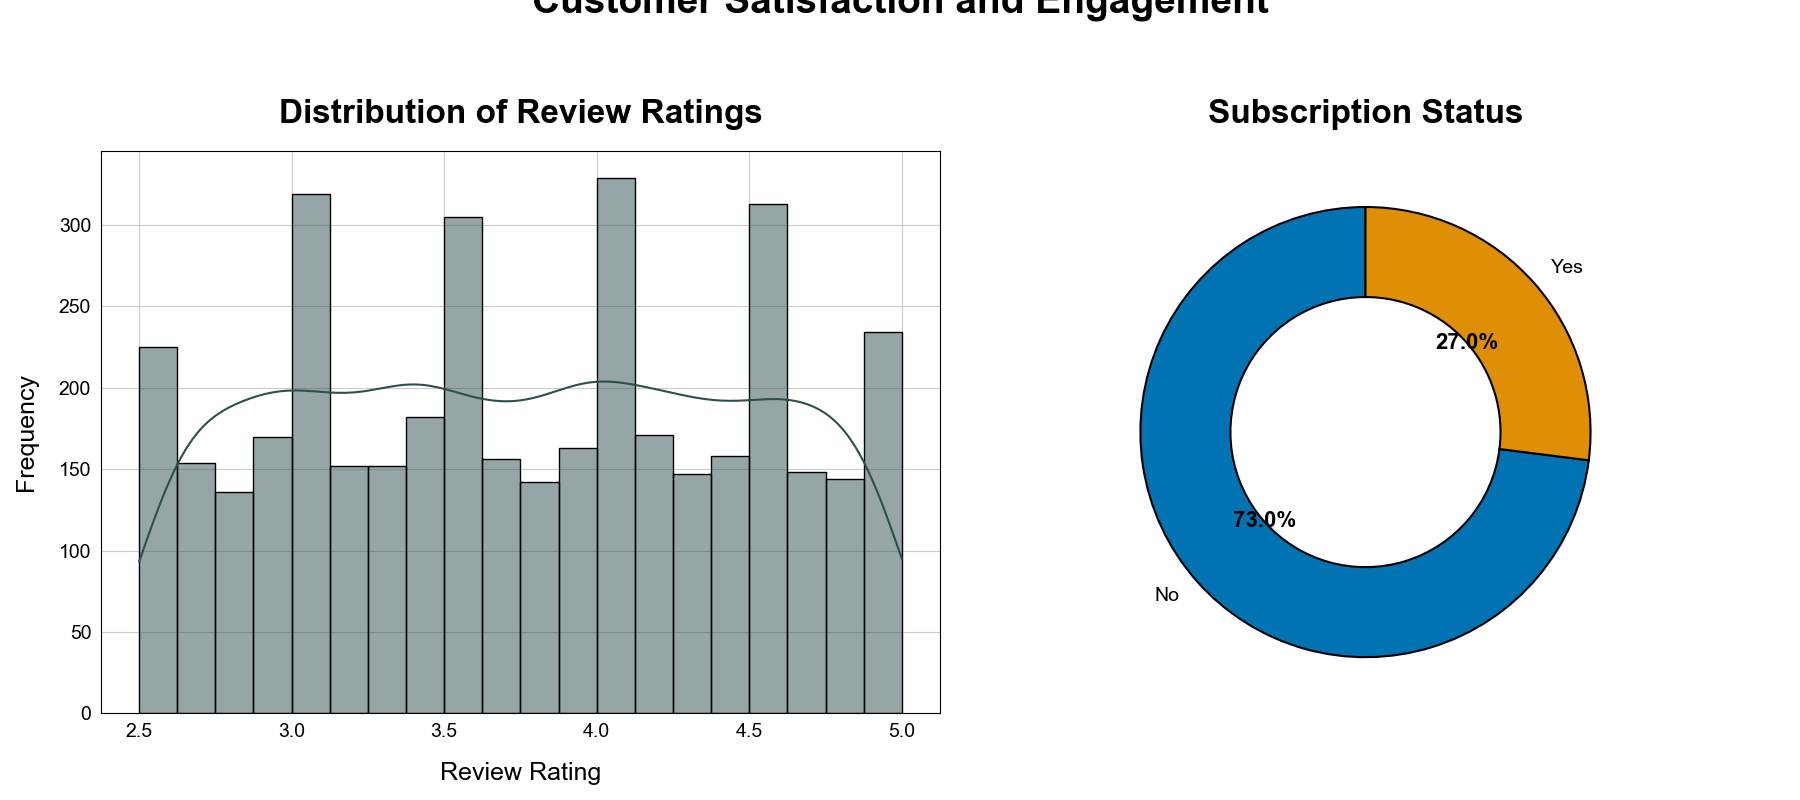 Customer Satisfaction and Engagement
Distribution of Review Ratings
300
250
200
150
100
50
0
Frequency
2.5 3.0 3.5 4.0 4.5 5.0
Review Rating
Subscription Status
Yes
27.0%
73.0%
No